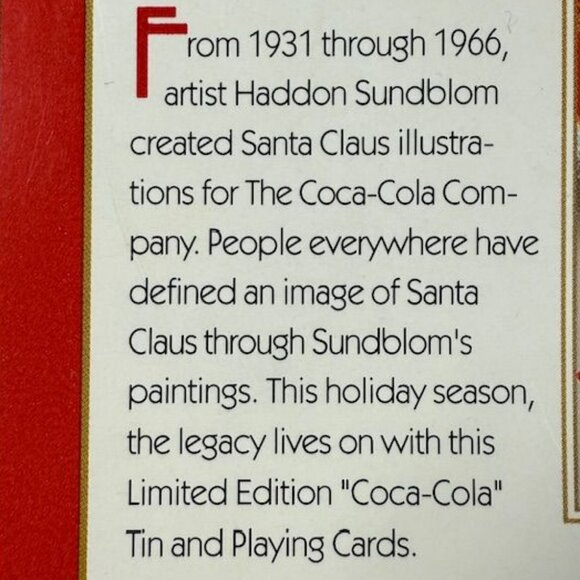 From 1931 through 1966,
artist Haddon Sundblom
created Santa Claus illustra-
tions for The Coca-Cola Com-
pany. People everywhere have
defined an image of Santa
Claus through Sundblom's
paintings. This holiday season,
the legacy lives on with this
Limited Edition "Coca-Cola"
Tin and Playing Cards.